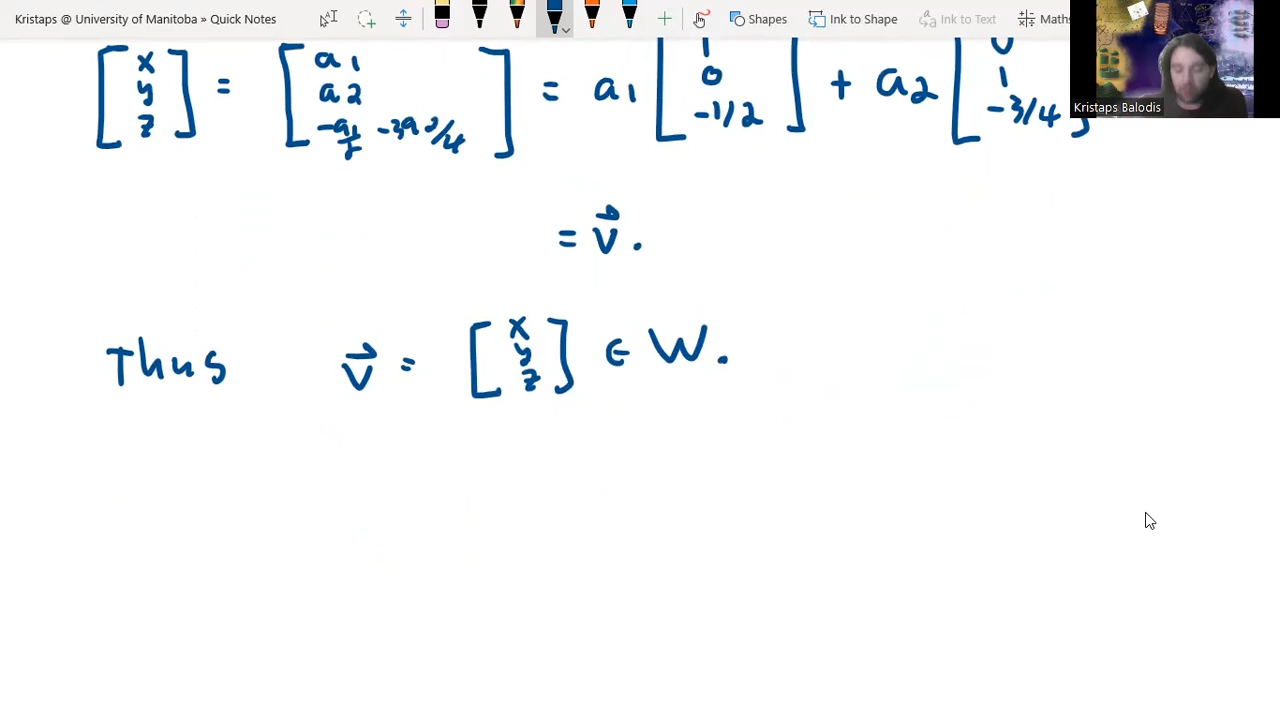 Kristaps @ University of Manitoba » Quick Notes
Shapes
Ink to Shape
Ink to Text
Maths
Kristaps Balodis
[x y z] = [a1 a2 -a1/2 -3a2/4] = a1 [1 0 -1/2] + a2 [0 1 -3/4]
= v⃗.
Thus v⃗ = [x y z] ∈ W.